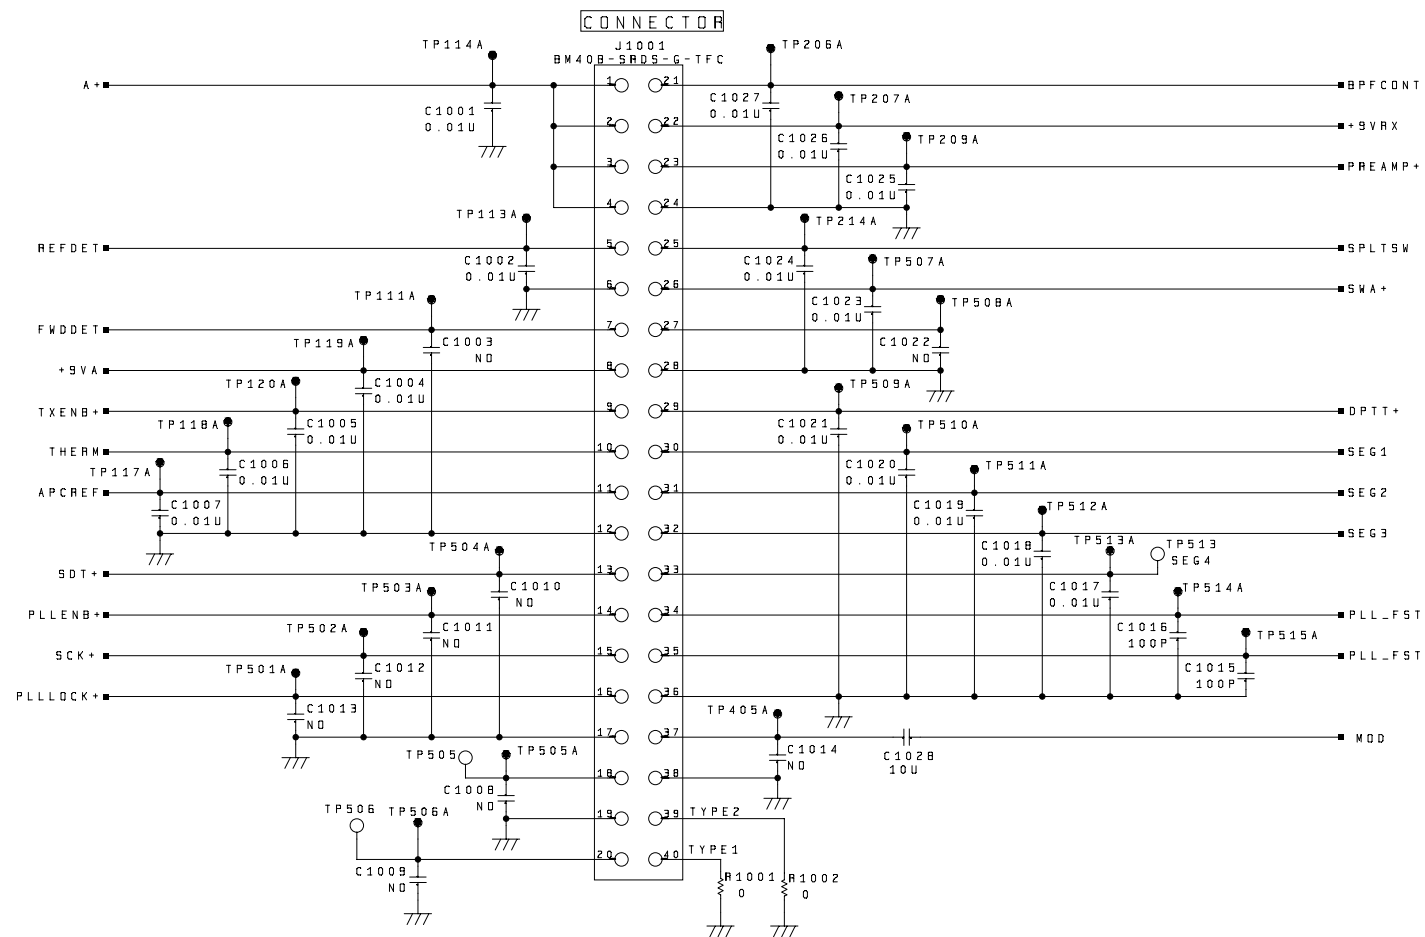 CONNECTOR
J1001
BM40B-SRDS-G-TFC
TP114A
TP206A
A+
1
21
BPFCONT
C1001
0.01U
C1027
0.01U
TP207A
2
22
+9VRX
C1026
0.01U
TP209A
3
23
PREAMP+
C1025
0.01U
4
24
TP113A
TP214A
REFDET
5
25
SPLTSW
C1002
0.01U
C1024
0.01U
TP507A
6
26
SWA+
TP111A
C1023
0.01U
TP508A
FWDDET
7
27
C1003
NO
C1022
NO
TP119A
+9VA
8
28
C1004
0.01U
TP120A
TP509A
TXENB+
9
29
DPTT+
C1005
0.01U
C1021
0.01U
TP118A
TP510A
THERM
10
30
SEG1
C1006
0.01U
C1020
0.01U
TP117A
TP511A
APCREF
11
31
SEG2
C1007
0.01U
C1019
0.01U
TP512A
12
32
SEG3
TP504A
C1018
0.01U
TP513A
TP513
SEG4
SDT+
13
33
C1010
NO
C1017
0.01U
TP503A
TP514A
PLLENB+
14
34
PLL_FST
C1011
NO
C1016
100P
TP502A
TP515A
SCK+
15
35
PLL_FST
C1012
NO
C1015
100P
TP501A
PLLLOCK+
16
36
C1013
NO
TP405A
17
37
MOD
C1014
NO
C1028
10U
TP505
TP505A
18
38
C1008
NO
TP506
TP506A
19
39
TYPE2
20
40
TYPE1
C1009
NO
R1001
0
R1002
0